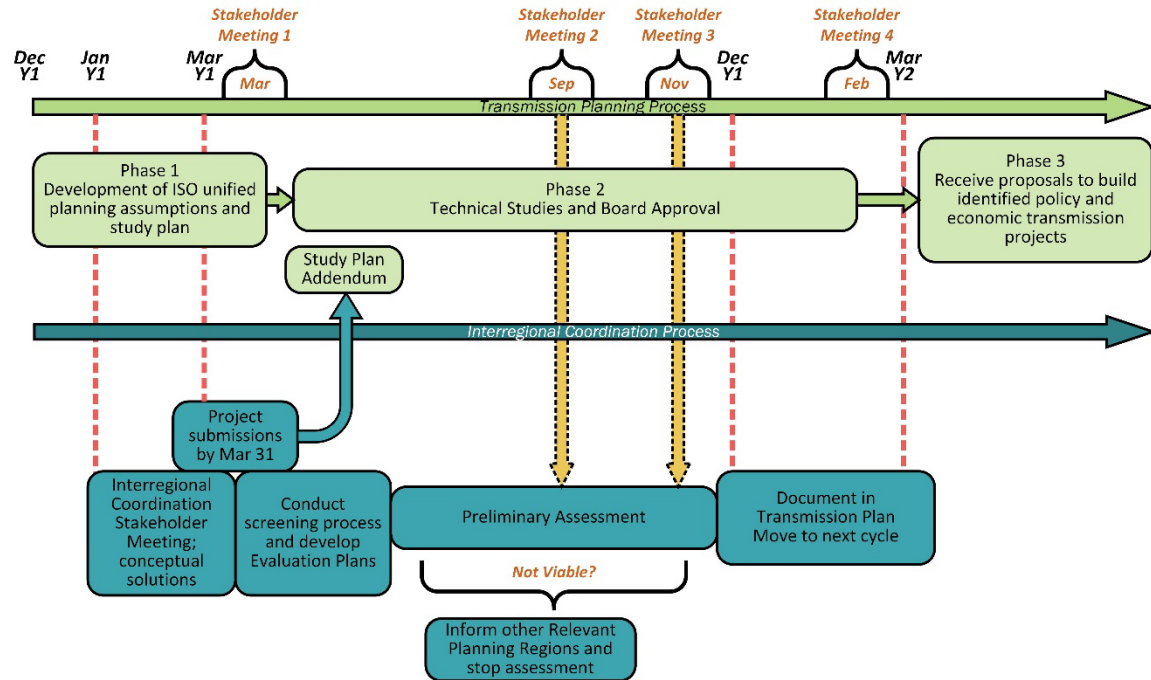 Stakeholder
Meeting 1
Stakeholder
Meeting 2
Stakeholder
Meeting 3
Stakeholder
Meeting 4
Dec
Y1
Jan
Y1
Mar
Y1
Mar
Sep
Nov
Dec
Y1
Feb
Mar
Y2
Transmission Planning Process
Phase 1
Development of ISO unified
planning assumptions and
study plan
Phase 2
Technical Studies and Board Approval
Phase 3
Receive proposals to build
identified policy and
economic transmission
projects
Study Plan
Addendum
Interregional Coordination Process
Project
submissions
by Mar 31
Interregional
Coordination
Stakeholder
Meeting;
conceptual
solutions
Conduct
screening process
and develop
Evaluation Plans
Preliminary Assessment
Document in
Transmission Plan
Move to next cycle
Not Viable?
Inform other Relevant
Planning Regions and
stop assessment